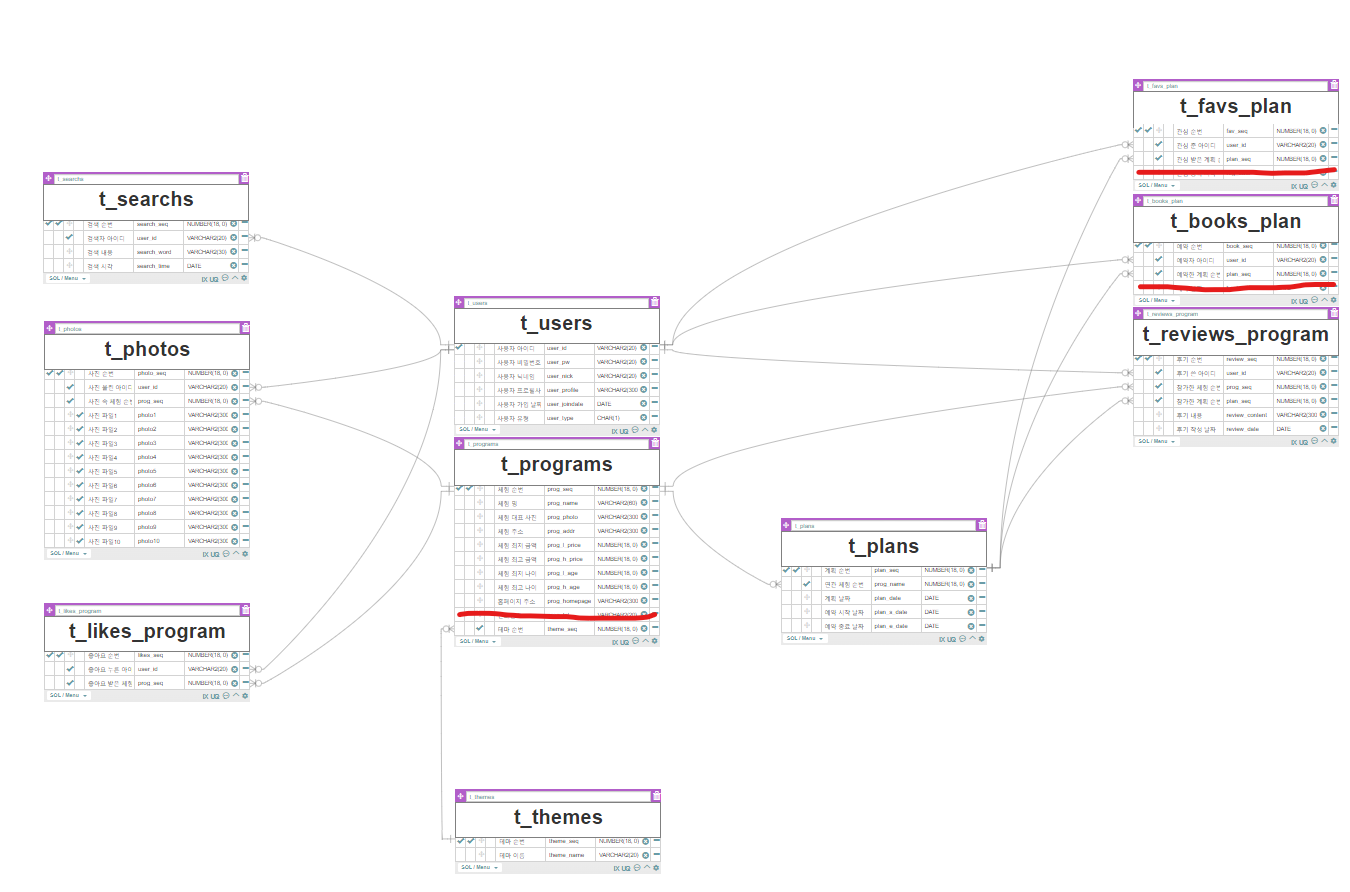 t_favs_plan
t_favs_plan
관심 순번 fav_seq NUMBER(18, 0)
관심 준 아이디 user_id VARCHAR2(20)
관심 받은 계획 plan_seq NUMBER(18, 0)
SQL / Menu IX UQ
t_searchs
t_searchs
검색 순번 search_seq NUMBER(18, 0)
검색자 아이디 user_id VARCHAR2(20)
검색 내용 search_word VARCHAR2(30)
검색 시각 search_time DATE
SQL / Menu IX UQ
t_books_plan
t_books_plan
예약 순번 book_seq NUMBER(18, 0)
예약자 아이디 user_id VARCHAR2(20)
예약한 계획 순번 plan_seq NUMBER(18, 0)
SQL / Menu IX UQ
t_users
t_users
사용자 아이디 user_id VARCHAR2(20)
사용자 비밀번호 user_pw VARCHAR2(20)
사용자 닉네임 user_nick VARCHAR2(20)
사용자 프로필사 user_profile VARCHAR2(300
사용자 가입 날짜 user_joindate DATE
사용자 유형 user_type CHAR(1)
SQL / Menu IX UQ
t_reviews_program
t_reviews_program
후기 순번 review_seq NUMBER(18, 0)
후기 쓴 아이디 user_id VARCHAR2(20)
참가한 체험 순번 prog_seq NUMBER(18, 0)
참가한 계획 순번 plan_seq NUMBER(18, 0)
후기 내용 review_content VARCHAR2(300
후기 작성 날짜 review_date DATE
SQL / Menu IX UQ
t_photos
t_photos
사진 순번 photo_seq NUMBER(18, 0)
사진 올린 아이디 user_id VARCHAR2(20)
사진 속 체험 순번 prog_seq NUMBER(18, 0)
사진 파일1 photo1 VARCHAR2(300
사진 파일2 photo2 VARCHAR2(300
사진 파일3 photo3 VARCHAR2(300
사진 파일4 photo4 VARCHAR2(300
사진 파일5 photo5 VARCHAR2(300
사진 파일6 photo6 VARCHAR2(300
사진 파일7 photo7 VARCHAR2(300
사진 파일8 photo8 VARCHAR2(300
사진 파일9 photo9 VARCHAR2(300
사진 파일10 photo10 VARCHAR2(300
SQL / Menu IX UQ
t_programs
t_programs
체험 순번 prog_seq NUMBER(18, 0)
체험 명 prog_name VARCHAR2(60)
체험 대표 사진 prog_photo VARCHAR2(300
체험 주소 prog_addr VARCHAR2(300
체험 최저 금액 prog_l_price NUMBER(18, 0)
체험 최고 금액 prog_h_price NUMBER(18, 0)
체험 최저 나이 prog_l_age NUMBER(18, 0)
체험 최고 나이 prog_h_age NUMBER(18, 0)
홈페이지 주소 prog_homepage VARCHAR2(300
테마 순번 theme_seq NUMBER(18, 0)
SQL / Menu IX UQ
t_plans
t_plans
계획 순번 plan_seq NUMBER(18, 0)
연관 체험 순번 prog_name NUMBER(18, 0)
계획 날짜 plan_date DATE
예약 시작 날짜 plan_s_date DATE
예약 종료 날짜 plan_e_date DATE
SQL / Menu IX UQ
t_likes_program
t_likes_program
좋아요 순번 likes_seq NUMBER(18, 0)
좋아요 누른 아이 user_id VARCHAR2(20)
좋아요 받은 체험 prog_seq NUMBER(18, 0)
SQL / Menu IX UQ
t_themes
t_themes
테마 순번 theme_seq NUMBER(18, 0)
테마 이름 theme_name VARCHAR2(20)
SQL / Menu IX UQ